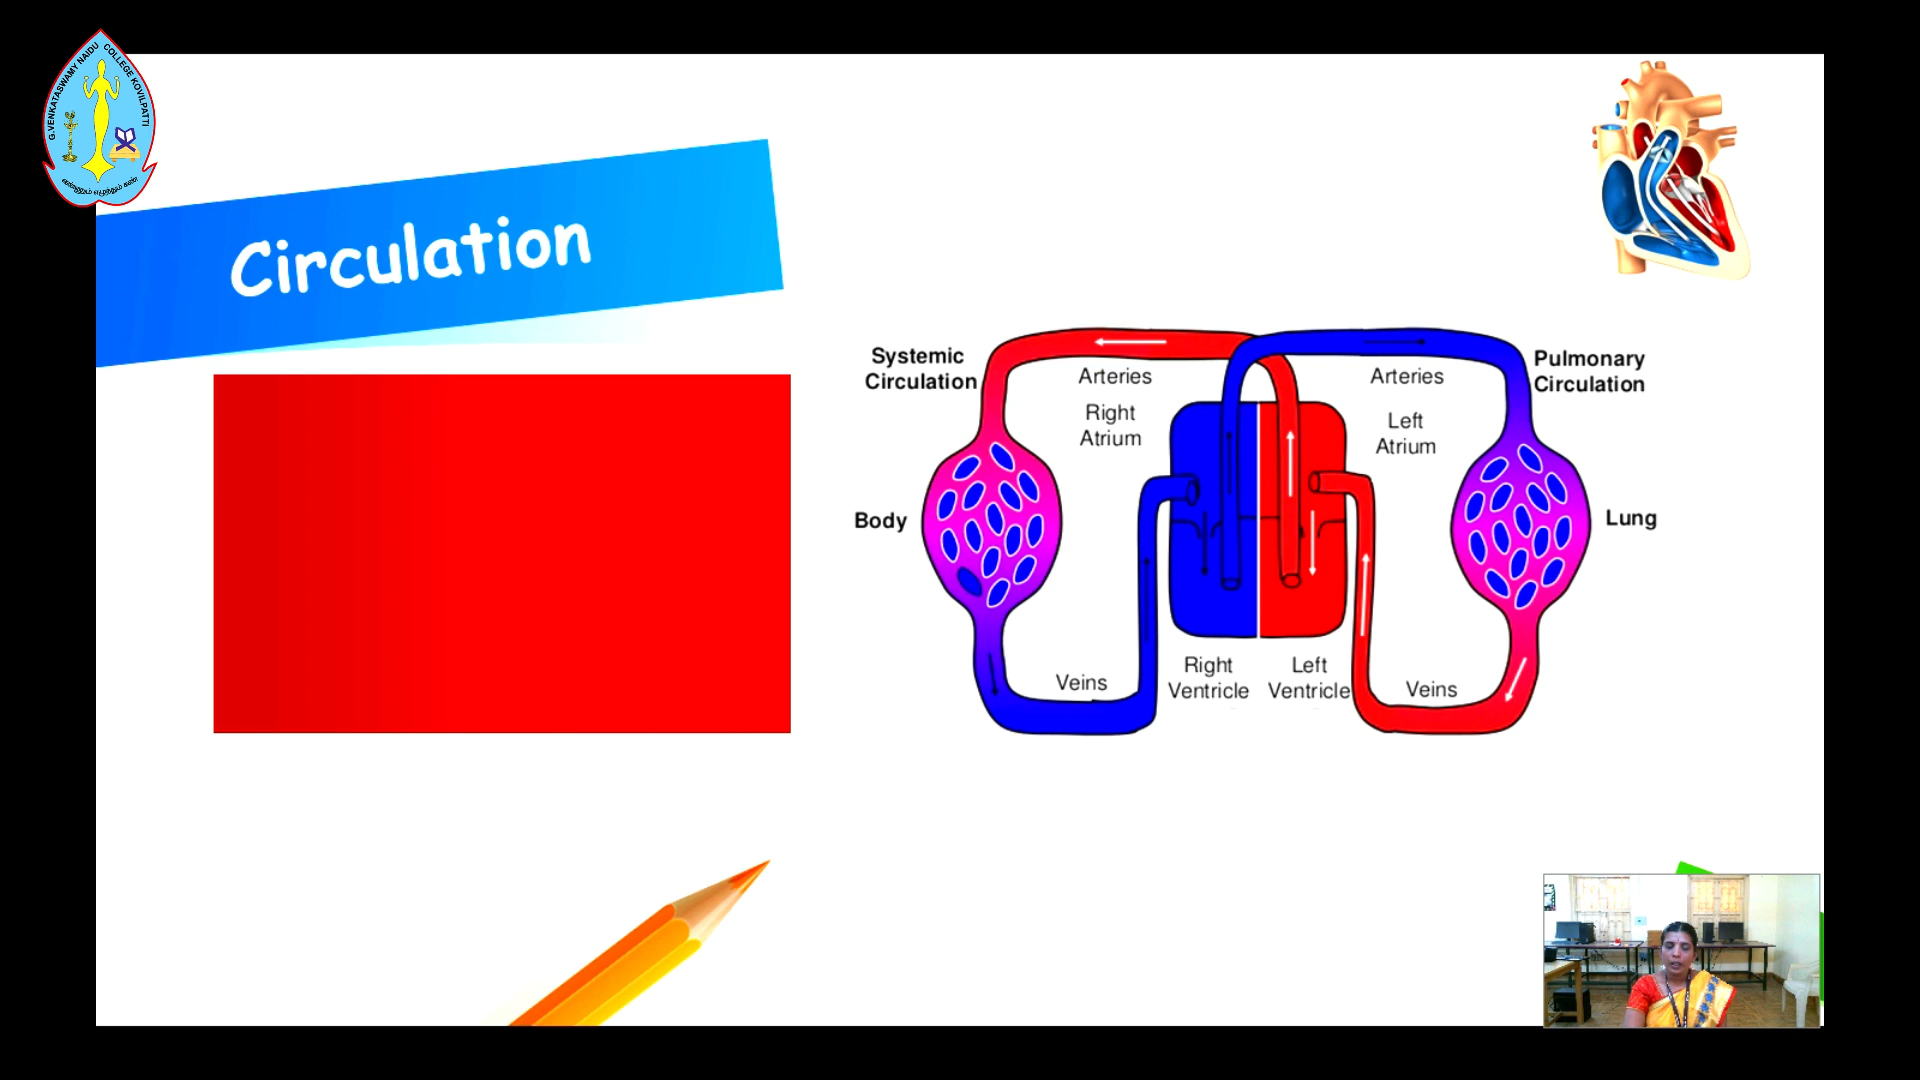 G.VENKATASWAMY NAIDU COLLEGE KOVILPATTI
Circulation
Systemic
Circulation
Arteries
Right
Atrium
Arteries
Left
Atrium
Pulmonary
Circulation
Body
Lung
Veins
Right
Ventricle
Left
Ventricle
Veins